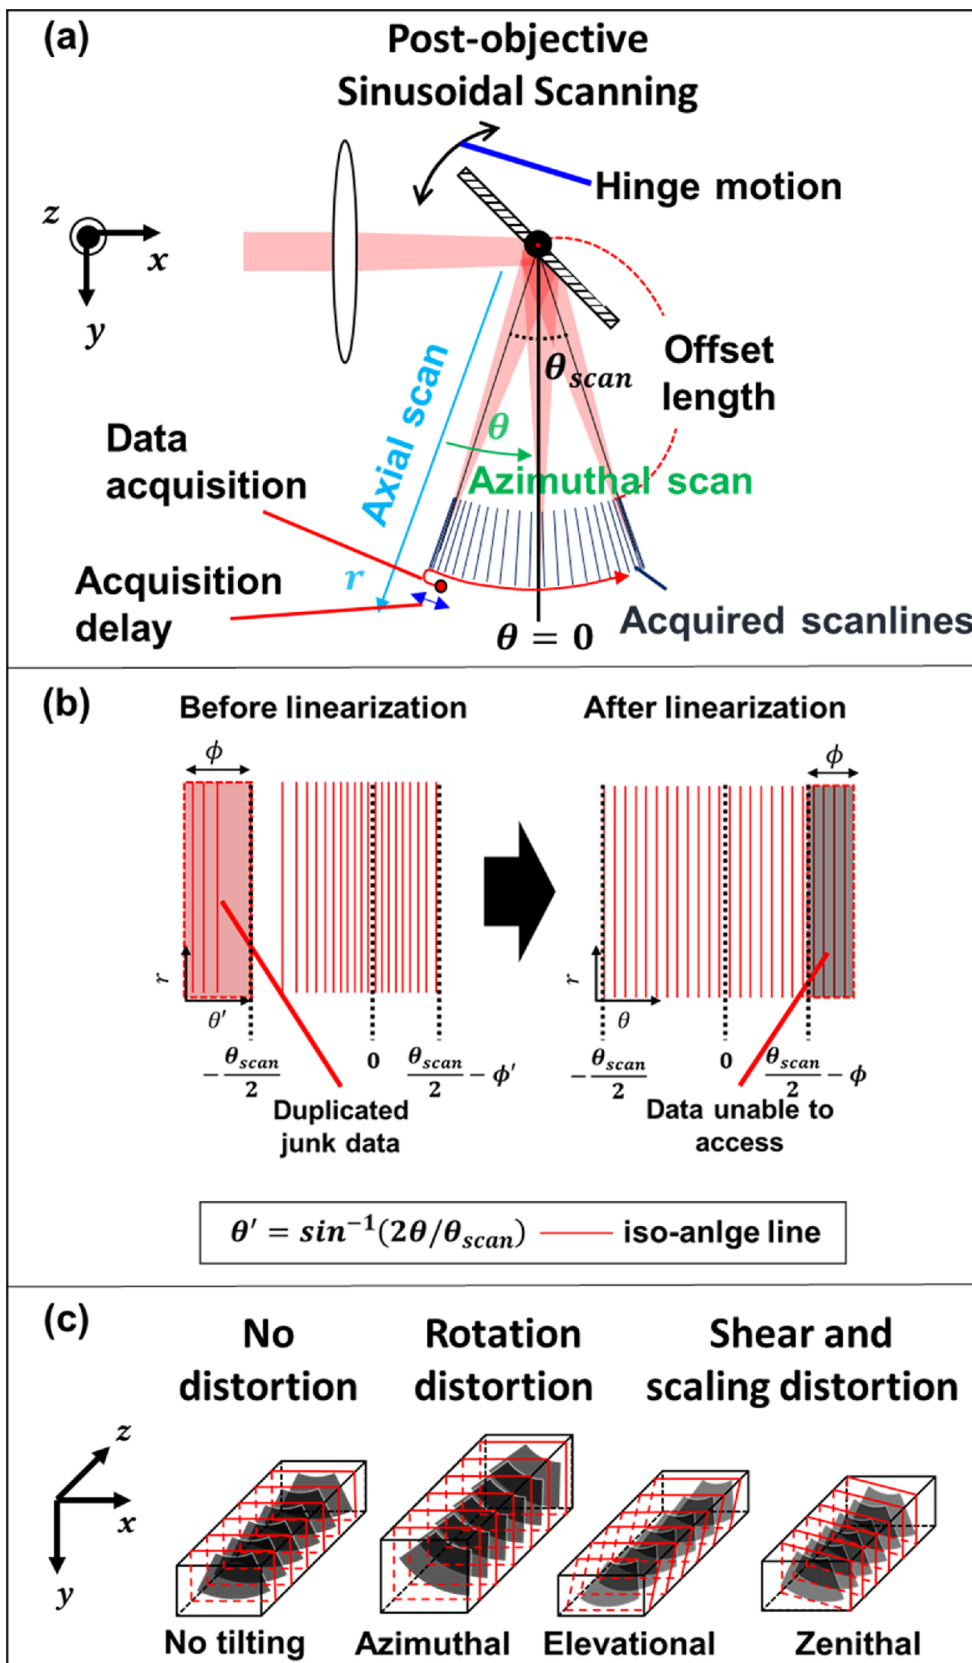 (a)
Post-objective
Sinusoidal Scanning
Hinge motion
z
x
y
θscan
Offset
length
Axial scan
θ
Azimuthal scan
Data
acquisition
Acquisition
delay
r
θ = 0
Acquired scanlines
(b)
Before linearization
After linearization
ϕ
ϕ
r
θ'
r
θ
-θscan/2
0
θscan/2 - ϕ'
-θscan/2
0
θscan/2 - ϕ
Duplicated
junk data
Data unable to
access
θ' = sin⁻¹(2θ/θscan)
iso-anlge line
(c)
No
distortion
Rotation
distortion
Shear and
scaling distortion
z
x
y
No tilting
Azimuthal
Elevational
Zenithal